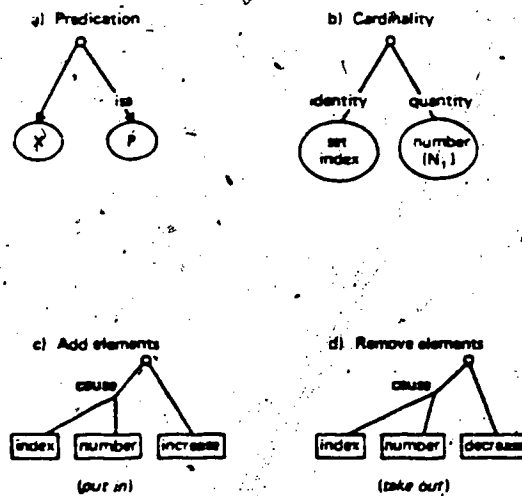 a) Predication
isa
X
P
b) Cardinality
identity
quantity
set
index
number
(N₁)
c) Add elements
cause
index
number
increase
(put in)
d) Remove elements
cause
index
number
decrease
(take out)